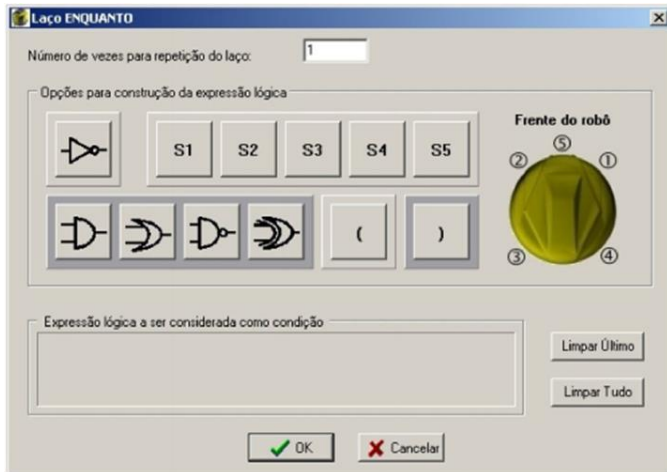 Laço ENQUANTO
Número de vezes para repetição do laço: 1
Opções para construção da expressão lógica
S1 S2 S3 S4 S5
( )
Frente do robô
⑤
② ①
③ ④
Expressão lógica a ser considerada como condição
Limpar Último
Limpar Tudo
OK Cancelar